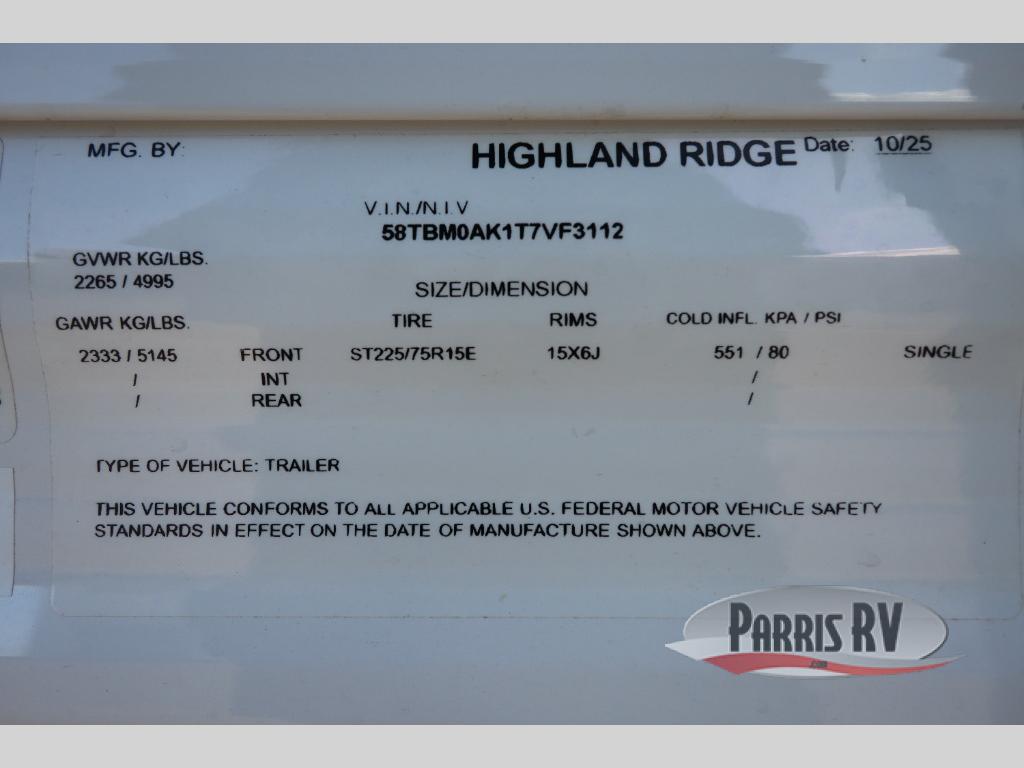 MFG. BY: HIGHLAND RIDGE Date: 10/25
V.I.N./N.I.V
58TBM0AK1T7VF3112
GVWR KG/LBS.
2265 / 4995
SIZE/DIMENSION
GAWR KG/LBS. TIRE RIMS COLD INFL. KPA / PSI
2333 / 5145 FRONT ST225/75R15E 15X6J 551 / 80 SINGLE
/ INT /
/ REAR /
TYPE OF VEHICLE: TRAILER
THIS VEHICLE CONFORMS TO ALL APPLICABLE U.S. FEDERAL MOTOR VEHICLE SAFETY
STANDARDS IN EFFECT ON THE DATE OF MANUFACTURE SHOWN ABOVE.
PARRIS RV
.com